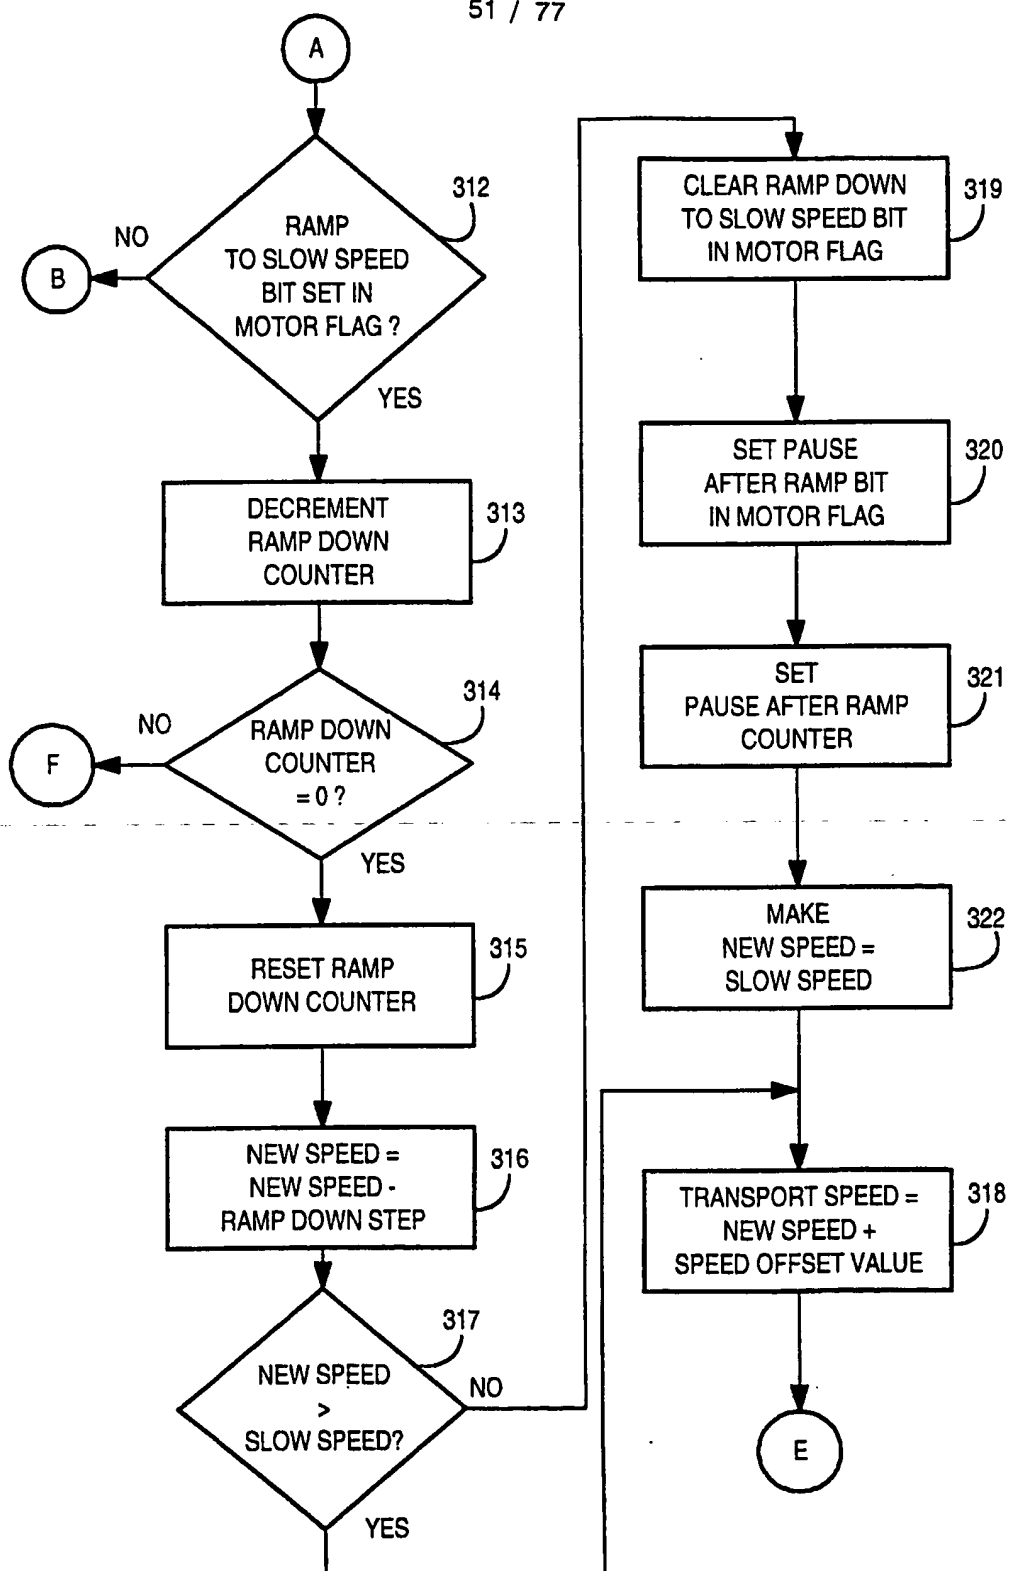 51 / 77
A
312
RAMP
TO SLOW SPEED
BIT SET IN
MOTOR FLAG ?
NO
B
YES
DECREMENT
RAMP DOWN
COUNTER
313
314
RAMP DOWN
COUNTER
= 0 ?
NO
F
YES
RESET RAMP
DOWN COUNTER
315
NEW SPEED =
NEW SPEED -
RAMP DOWN STEP
316
317
NEW SPEED
>
SLOW SPEED?
NO
YES
CLEAR RAMP DOWN
TO SLOW SPEED BIT
IN MOTOR FLAG
319
SET PAUSE
AFTER RAMP BIT
IN MOTOR FLAG
320
SET
PAUSE AFTER RAMP
COUNTER
321
MAKE
NEW SPEED =
SLOW SPEED
322
TRANSPORT SPEED =
NEW SPEED +
SPEED OFFSET VALUE
318
E